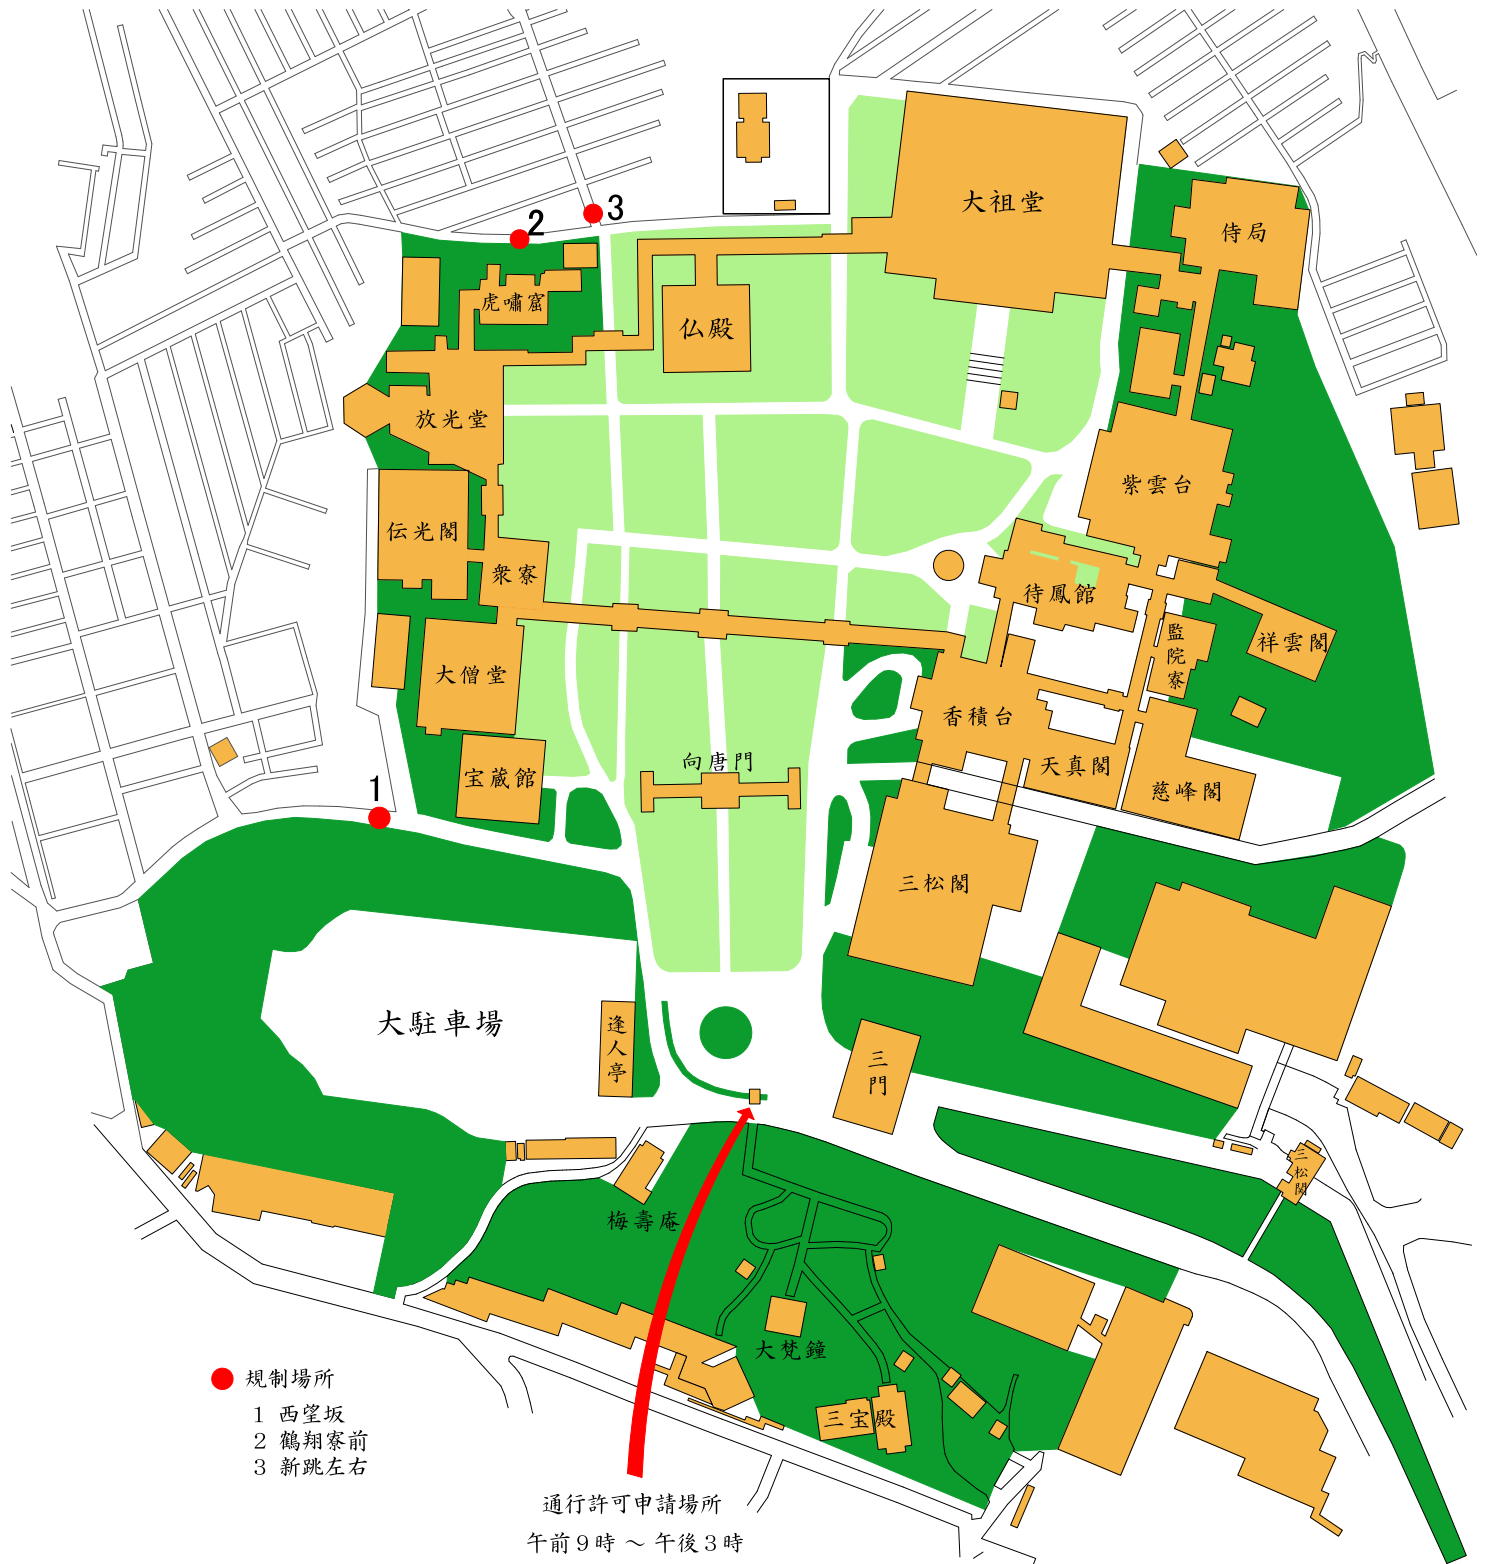 3
2
大祖堂
侍局
虎嘯窟
仏殿
放光堂
紫雲台
伝光閣
衆寮
待鳳館
監院寮
祥雲閣
大僧堂
香積台
向唐門
天真閣
宝蔵館
慈峰閣
1
三松閣
大駐車場
逢人亭
三門
三松関
梅壽庵
大梵鐘
三宝殿
規制場所
1 西望坂
2 鶴翔寮前
3 新跳左右
通行許可申請場所
午前9時 ～ 午後3時